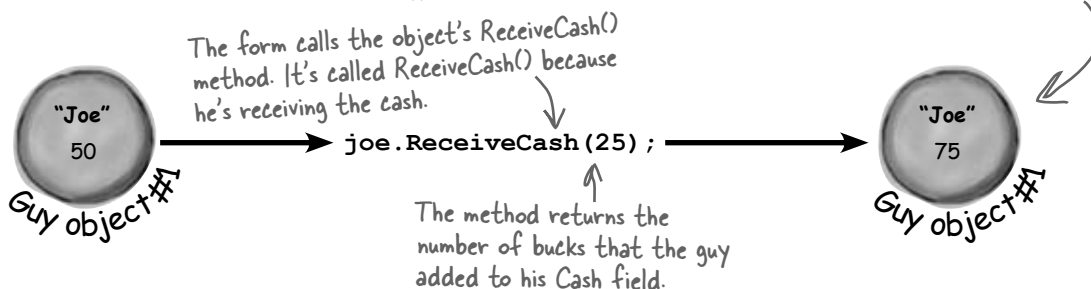 The form calls the object's ReceiveCash()
method. It's called ReceiveCash() because
he's receiving the cash.
"Joe"
50
Guy object #1
joe.ReceiveCash(25);
"Joe"
75
Guy object #1
The method returns the
number of bucks that the guy
added to his Cash field.